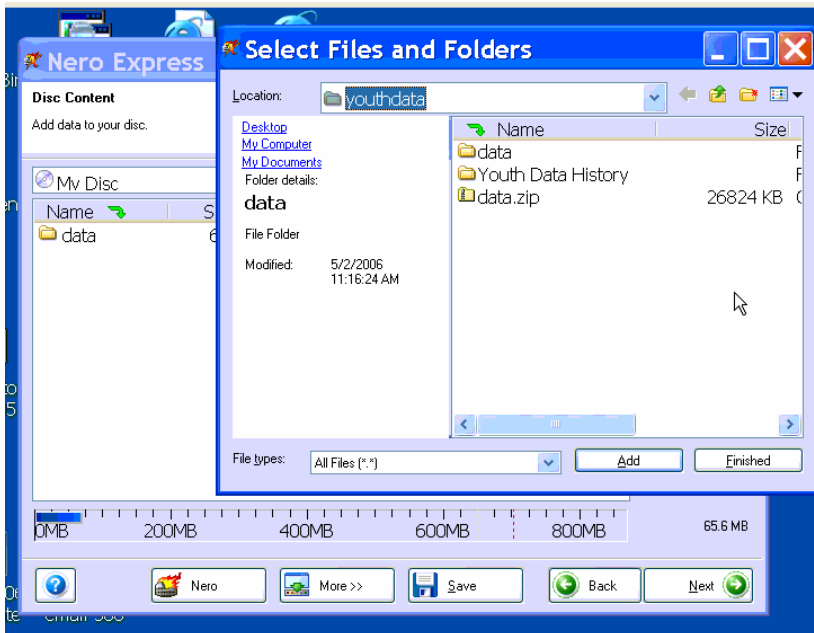 Nero Express
Select Files and Folders
Disc Content
Add data to your disc.
Location:
youthdata
Desktop
My Computer
My Documents
Folder details:
data
File Folder
Modified:
5/2/2006
11:16:24 AM
Name
Size
data
F
Youth Data History
F
data.zip
26824 KB
My Disc
Name
S
data
6
File types:
All Files (*.*)
Add
Finished
0MB
200MB
400MB
600MB
800MB
65.6 MB
Nero
More >>
Save
Back
Next